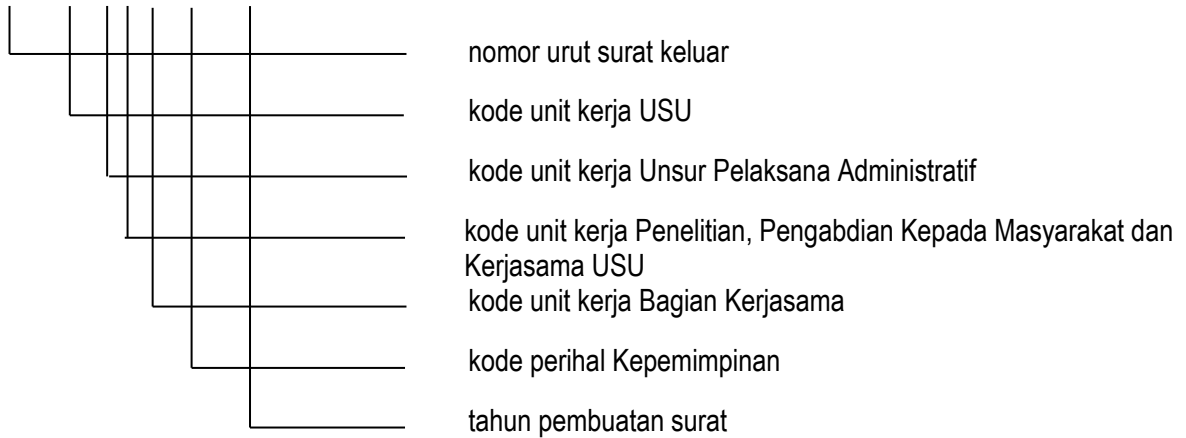 nomor urut surat keluar
kode unit kerja USU
kode unit kerja Unsur Pelaksana Administratif
kode unit kerja Penelitian, Pengabdian Kepada Masyarakat dan
Kerjasama USU
kode unit kerja Bagian Kerjasama
kode perihal Kepemimpinan
tahun pembuatan surat